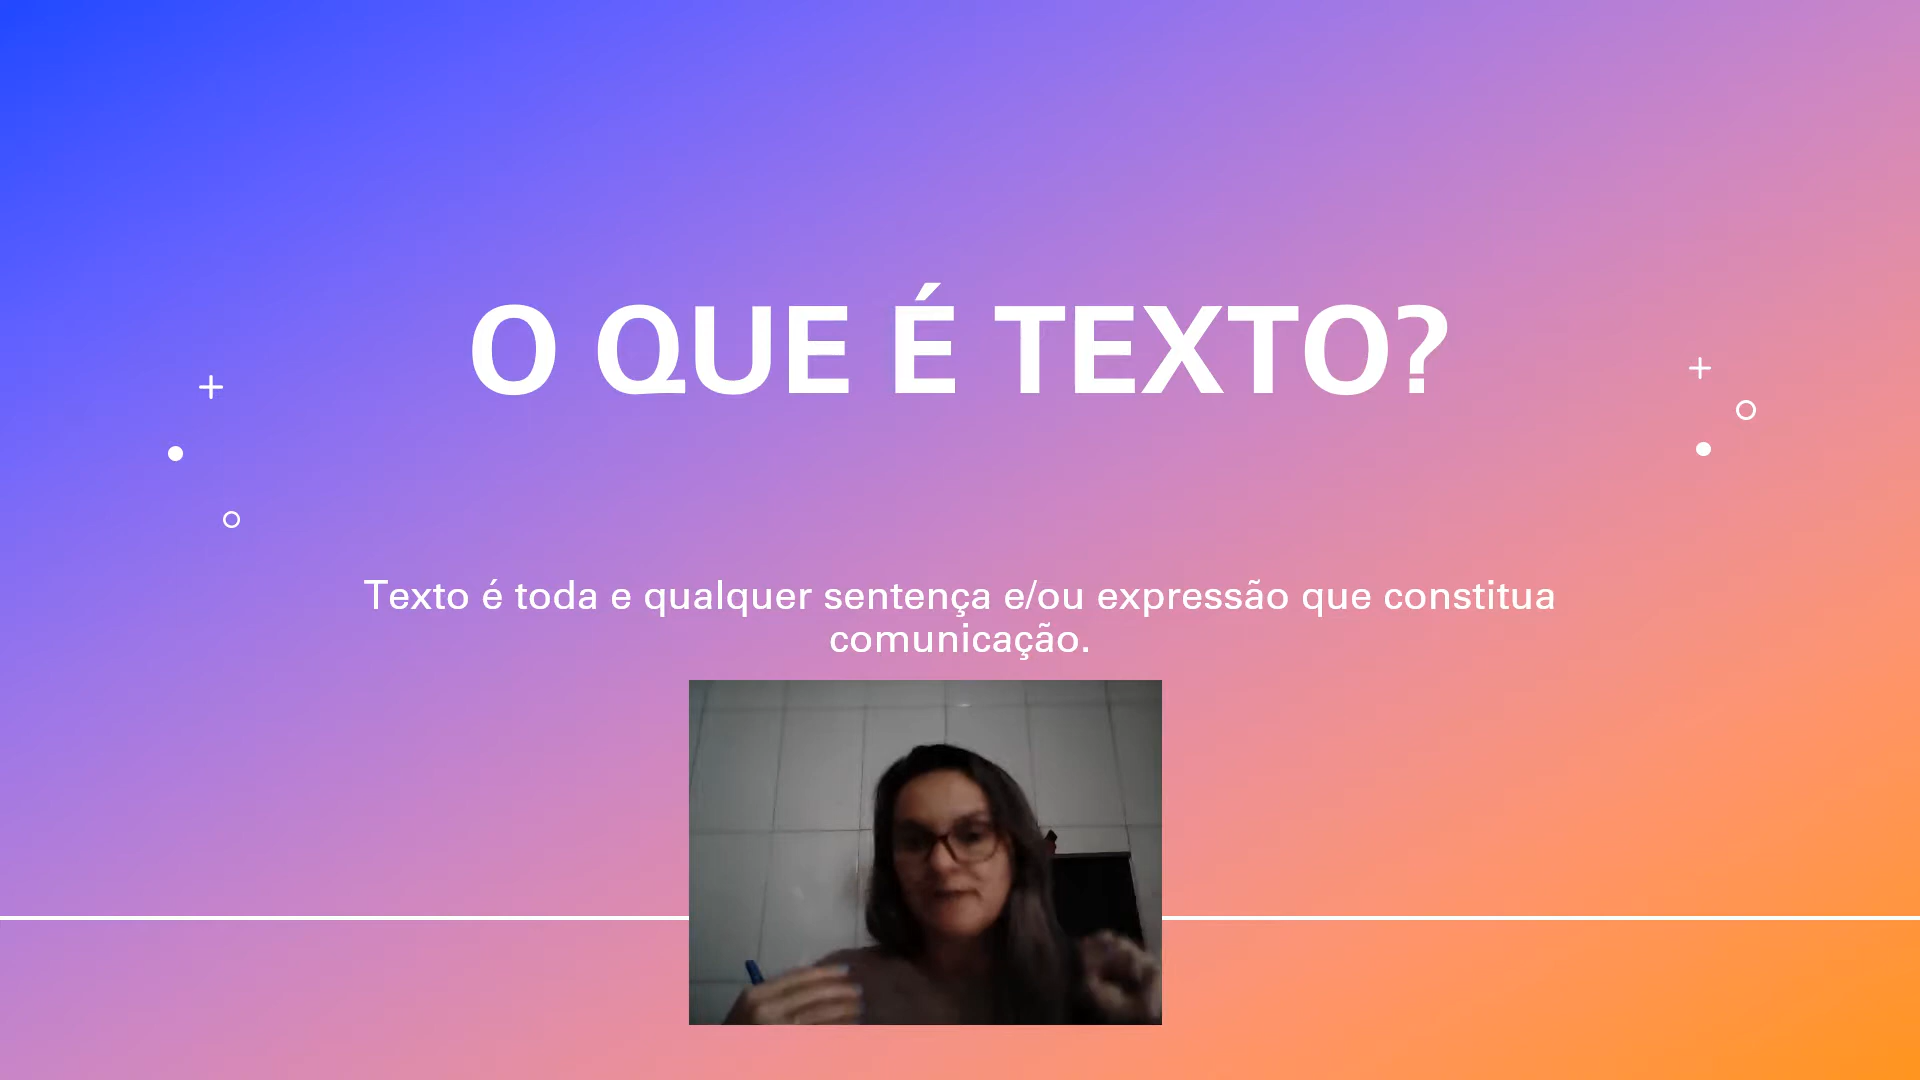 O QUE É TEXTO?
Texto é toda e qualquer sentença e/ou expressão que constitua
comunicação.